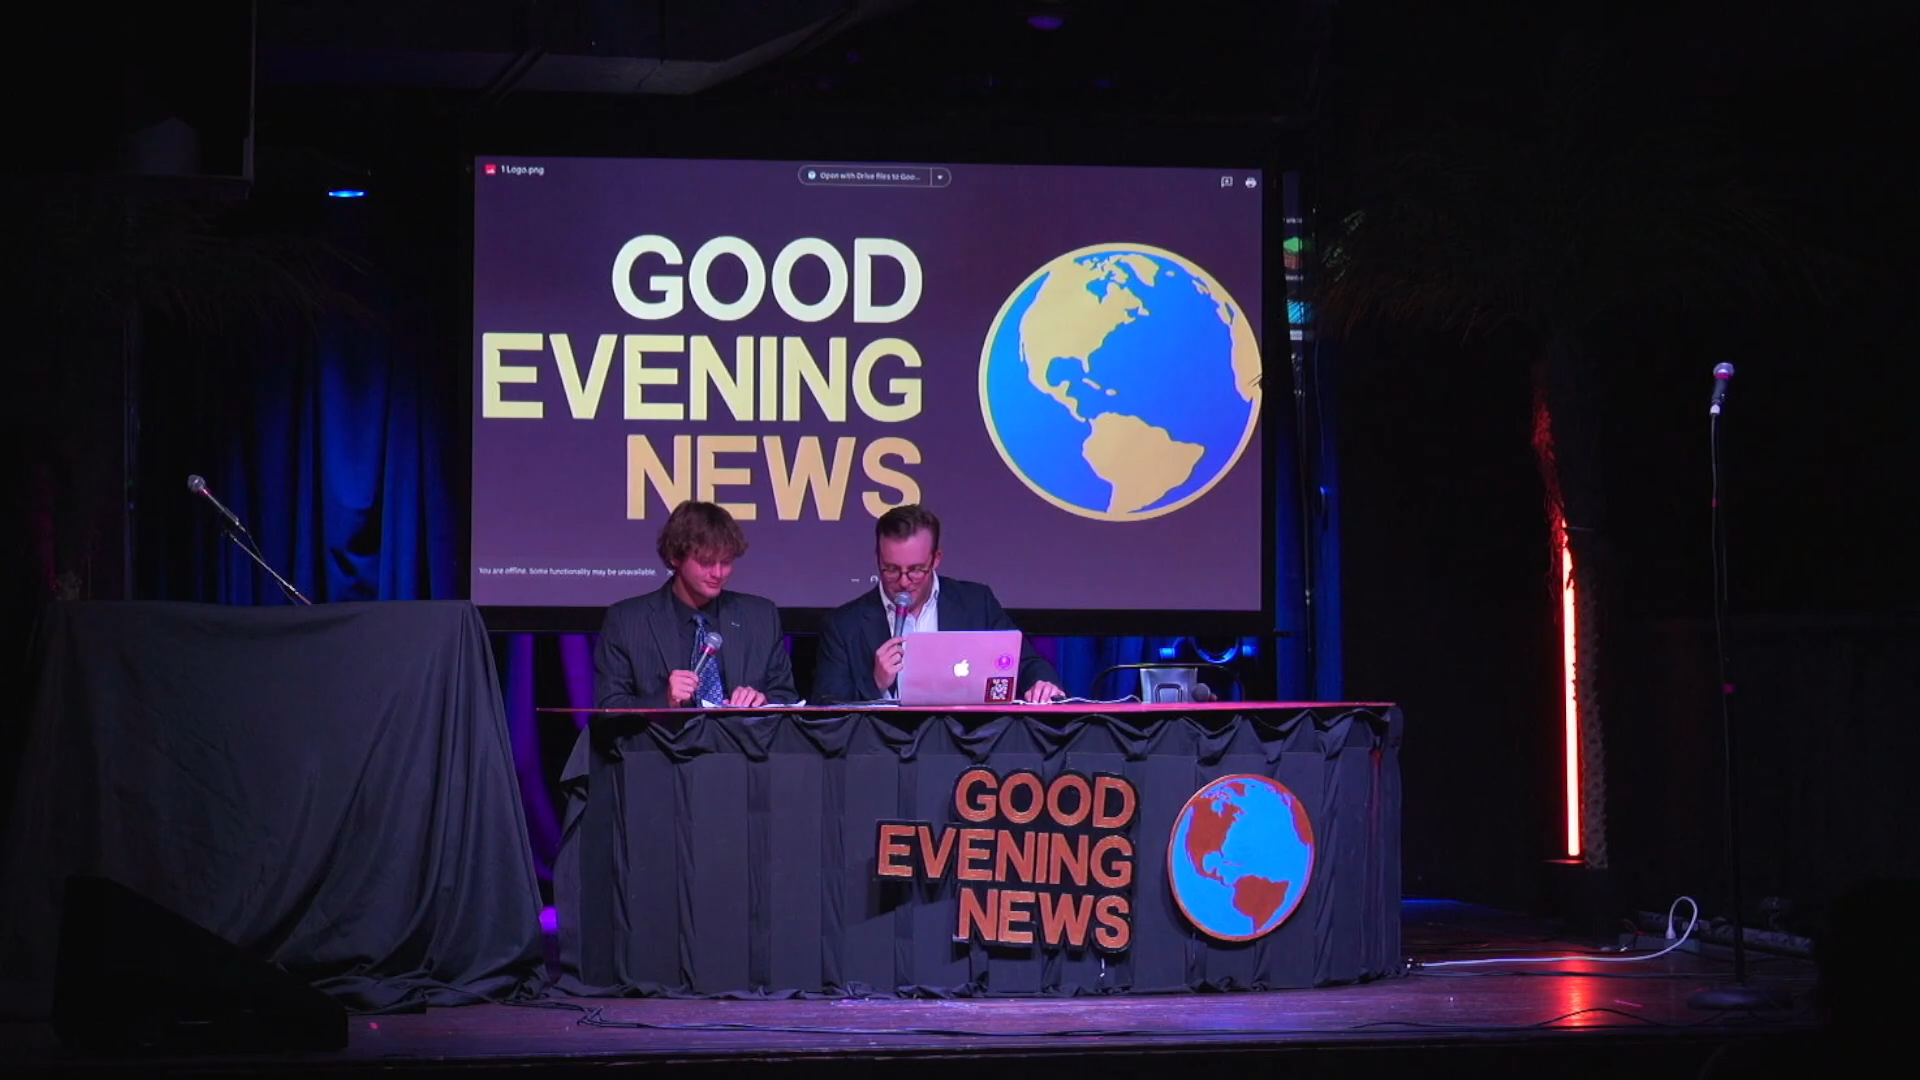 1 Logo.png
Open with Drive files to Goo...
GOOD
EVENING
NEWS
You are offline. Some functionality may be unavailable.
GOOD
EVENING
NEWS